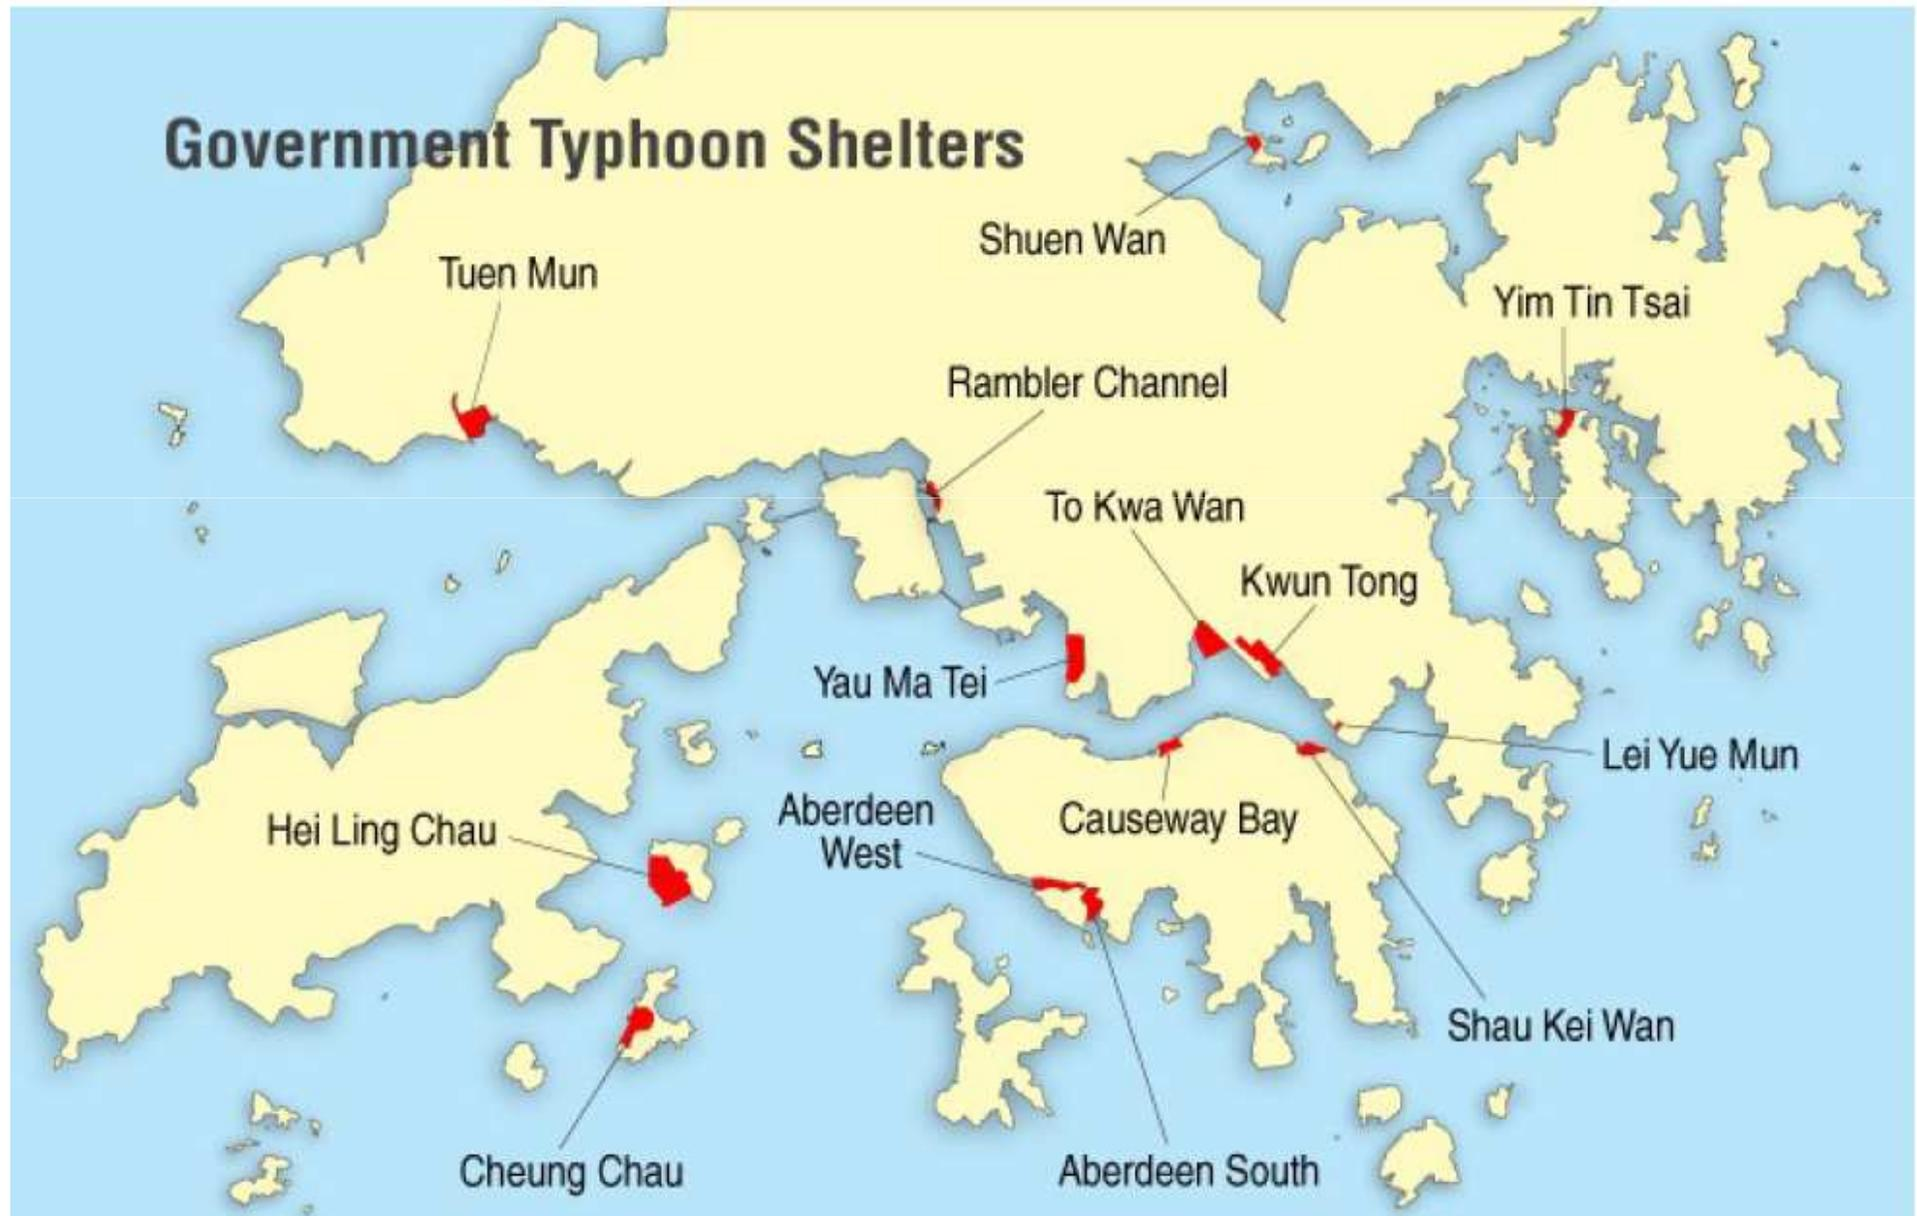 Government Typhoon Shelters
Shuen Wan
Tuen Mun
Yim Tin Tsai
Rambler Channel
To Kwa Wan
Kwun Tong
Yau Ma Tei
Lei Yue Mun
Aberdeen
West
Causeway Bay
Hei Ling Chau
Shau Kei Wan
Cheung Chau
Aberdeen South